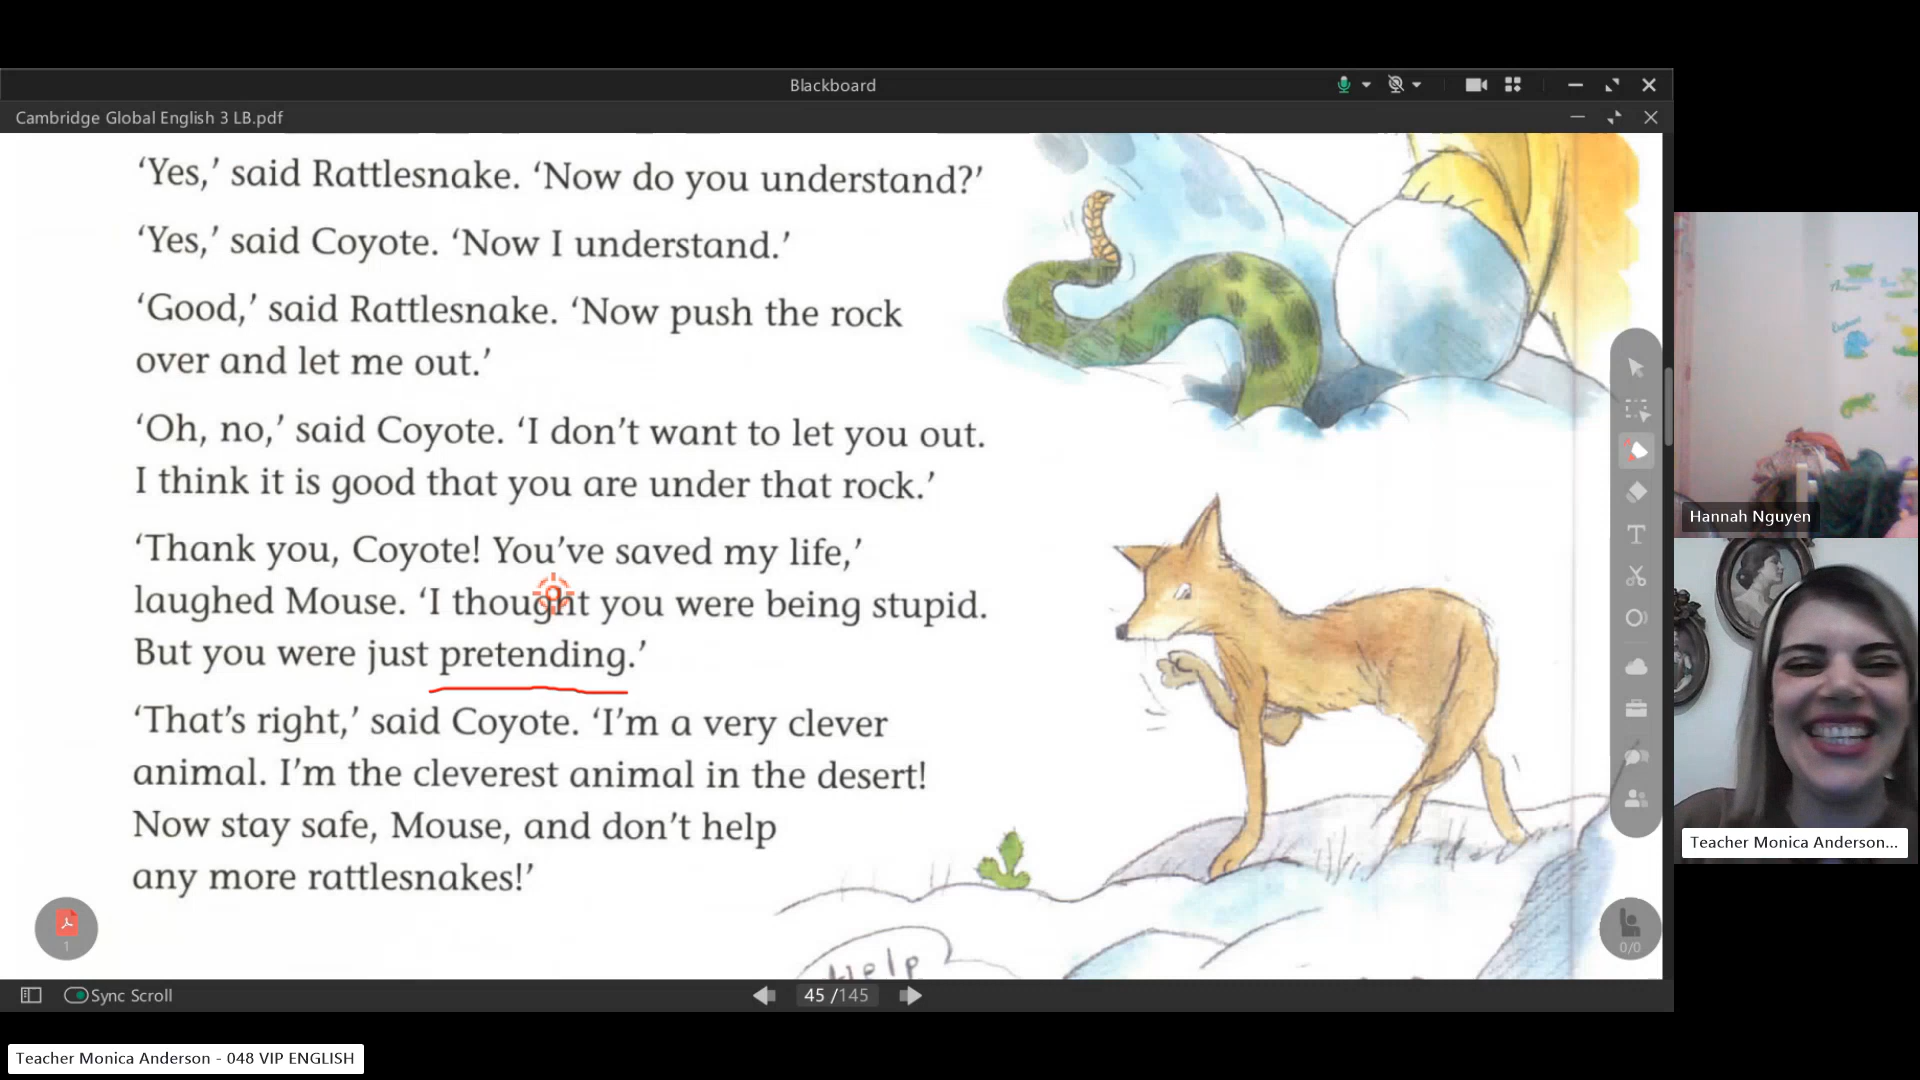 Blackboard
Cambridge Global English 3 LB.pdf
‘Yes,’ said Rattlesnake. ‘Now do you understand?’
‘Yes,’ said Coyote. ‘Now I understand.’
‘Good,’ said Rattlesnake. ‘Now push the rock
over and let me out.’
‘Oh, no,’ said Coyote. ‘I don’t want to let you out.
I think it is good that you are under that rock.’
‘Thank you, Coyote! You’ve saved my life,’
laughed Mouse. ‘I thought you were being stupid.
But you were just pretending.’
‘That’s right,’ said Coyote. ‘I’m a very clever
animal. I’m the cleverest animal in the desert!
Now stay safe, Mouse, and don’t help
any more rattlesnakes!’
Help
1
0/0
Sync Scroll
45 /145
Hannah Nguyen
Teacher Monica Anderson...
Teacher Monica Anderson - 048 VIP ENGLISH